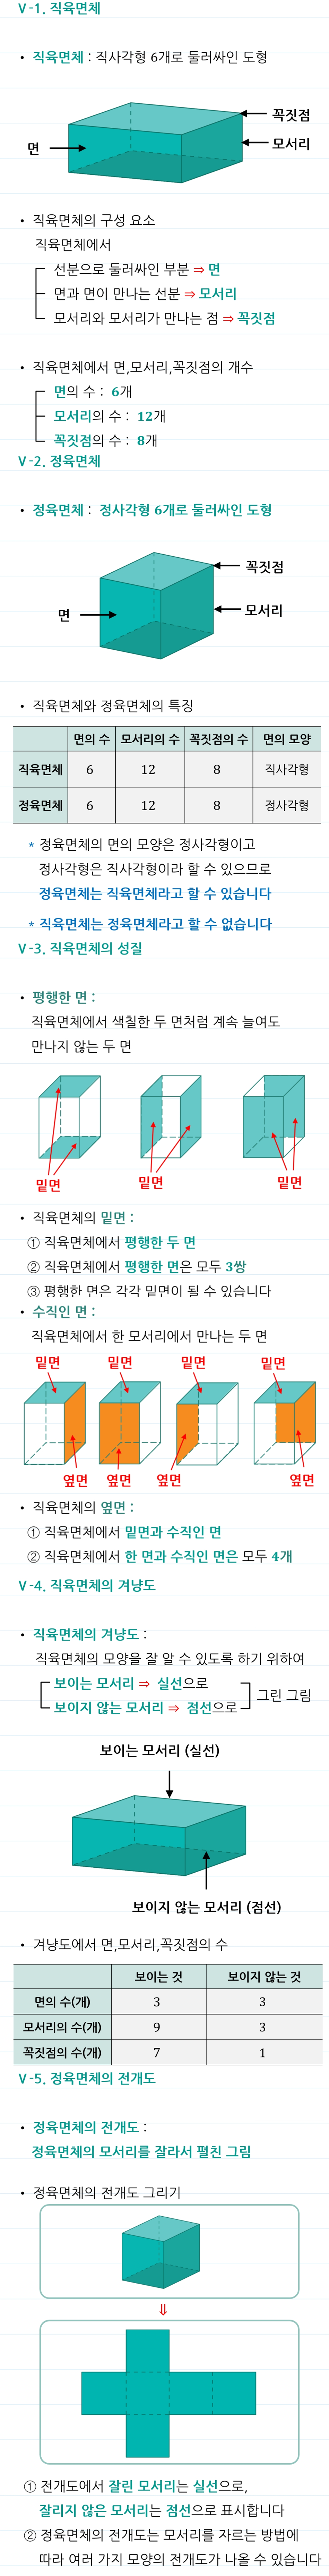 Ⅴ-1. 직육면체
• 직육면체 : 직사각형 6개로 둘러싸인 도형
꼭짓점
면
모서리
• 직육면체의 구성 요소
직육면체에서
선분으로 둘러싸인 부분 ⇒ 면
면과 면이 만나는 선분 ⇒ 모서리
모서리와 모서리가 만나는 점 ⇒ 꼭짓점
• 직육면체에서 면,모서리,꼭짓점의 개수
면의 수 : 6개
모서리의 수 : 12개
꼭짓점의 수 : 8개
Ⅴ-2. 정육면체
• 정육면체 : 정사각형 6개로 둘러싸인 도형
꼭짓점
면
모서리
• 직육면체와 정육면체의 특징
면의 수 모서리의 수 꼭짓점의 수 면의 모양
직육면체 6 12 8 직사각형
정육면체 6 12 8 정사각형
* 정육면체의 면의 모양은 정사각형이고
정사각형은 직사각형이라 할 수 있으므로
정육면체는 직육면체라고 할 수 있습니다
* 직육면체는 정육면체라고 할 수 없습니다
Ⅴ-3. 직육면체의 성질
• 평행한 면 :
직육면체에서 색칠한 두 면처럼 계속 늘여도
만나지 않는 두 면
밑면 밑면 밑면
• 직육면체의 밑면 :
① 직육면체에서 평행한 두 면
② 직육면체에서 평행한 면은 모두 3쌍
③ 평행한 면은 각각 밑면이 될 수 있습니다
• 수직인 면 :
직육면체에서 한 모서리에서 만나는 두 면
밑면 밑면 밑면 밑면
옆면 옆면 옆면 옆면
• 직육면체의 옆면 :
① 직육면체에서 밑면과 수직인 면
② 직육면체에서 한 면과 수직인 면은 모두 4개
Ⅴ-4. 직육면체의 겨냥도
• 직육면체의 겨냥도 :
직육면체의 모양을 잘 알 수 있도록 하기 위하여
보이는 모서리 ⇒ 실선으로
보이지 않는 모서리 ⇒ 점선으로
그린 그림
보이는 모서리 (실선)
보이지 않는 모서리 (점선)
• 겨냥도에서 면,모서리,꼭짓점의 수
보이는 것 보이지 않는 것
면의 수(개) 3 3
모서리의 수(개) 9 3
꼭짓점의 수(개) 7 1
Ⅴ-5. 정육면체의 전개도
• 정육면체의 전개도 :
정육면체의 모서리를 잘라서 펼친 그림
• 정육면체의 전개도 그리기
⇓
① 전개도에서 잘린 모서리는 실선으로,
잘리지 않은 모서리는 점선으로 표시합니다
② 정육면체의 전개도는 모서리를 자르는 방법에
따라 여러 가지 모양의 전개도가 나올 수 있습니다